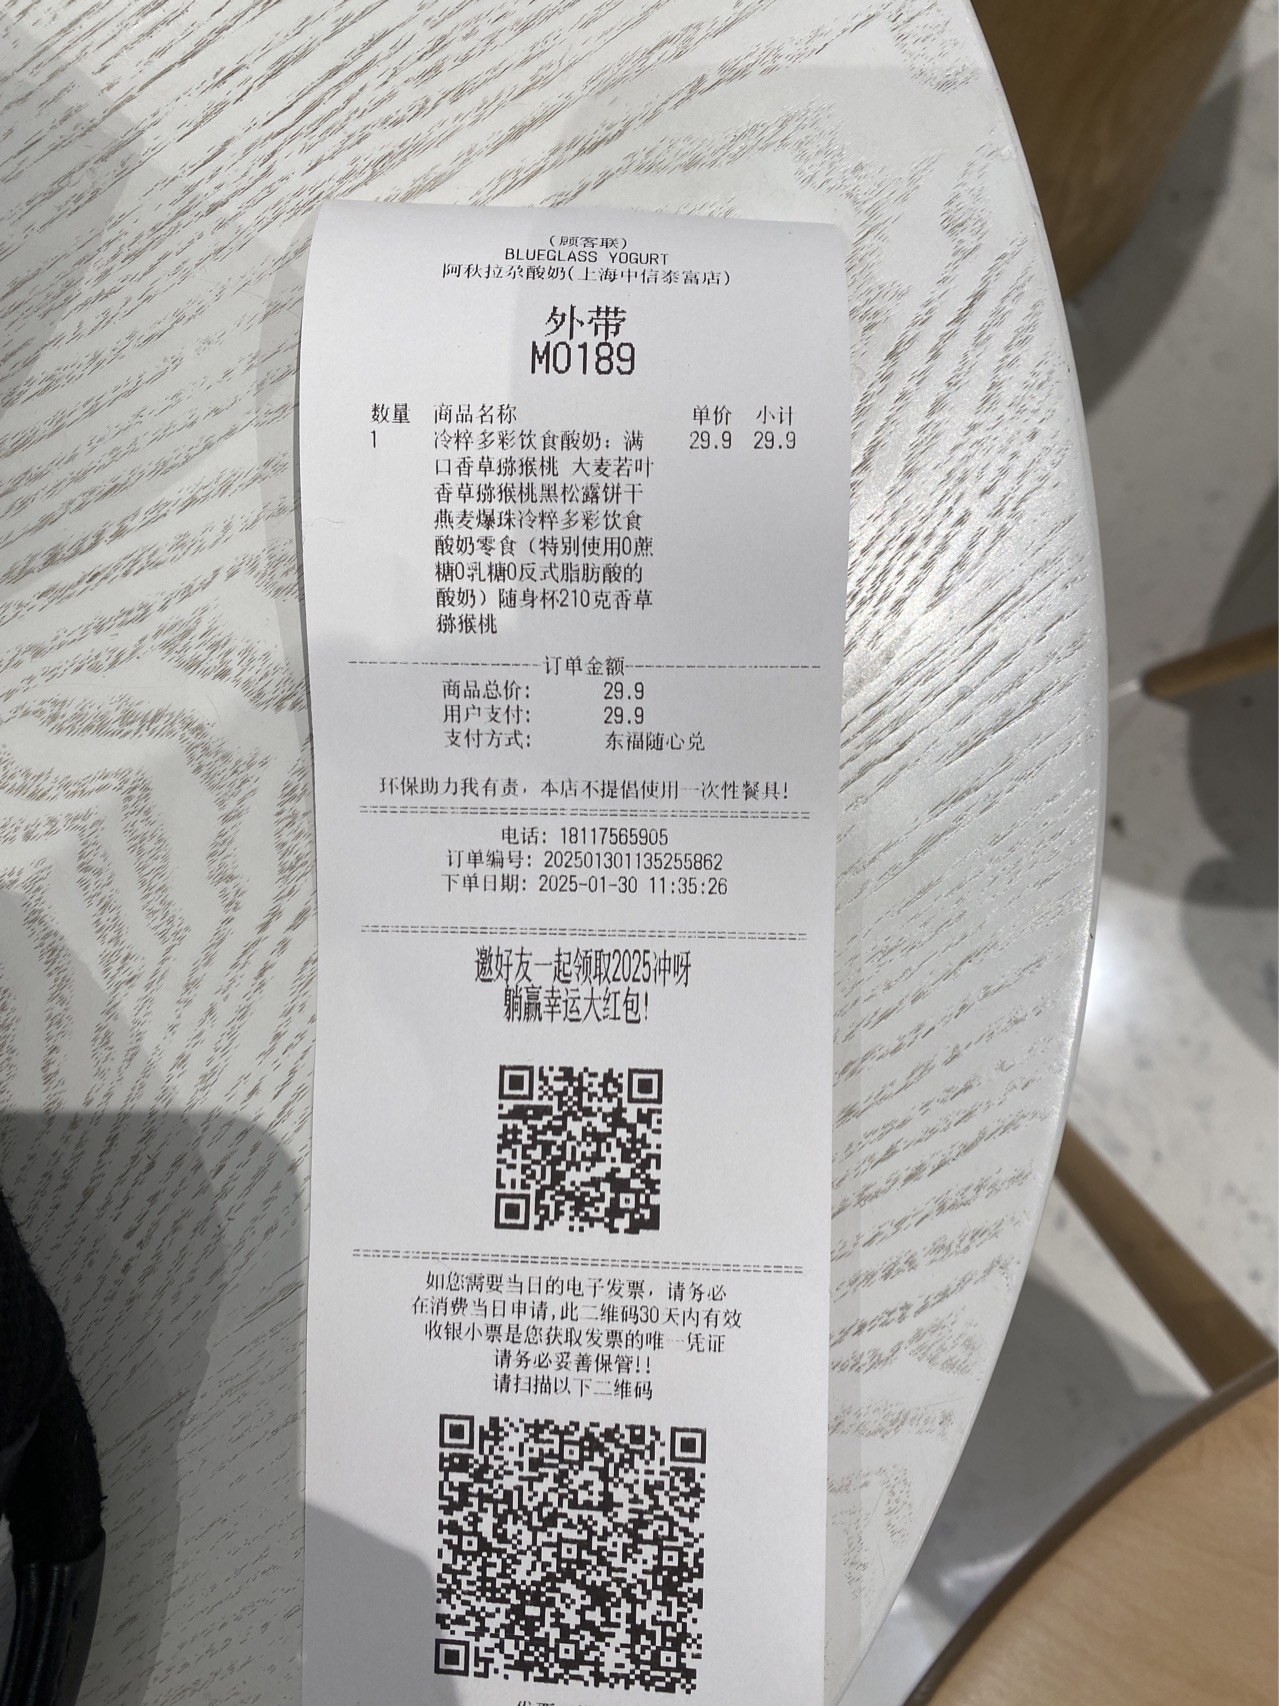 (顾客联)
BLUEGLASS YOGURT
阿秋拉尕酸奶(上海中信泰富店)
外带
M0189
数量 商品名称 单价 小计
1 冷粹多彩饮食酸奶：满 29.9 29.9
口香草猕猴桃 大麦若叶
香草猕猴桃黑松露饼干
燕麦爆珠冷粹多彩饮食
酸奶零食（特别使用0蔗
糖0乳糖0反式脂肪酸的
酸奶）随身杯210克香草
猕猴桃
订单金额
商品总价: 29.9
用户支付: 29.9
支付方式: 东福随心兑
环保助力我有责，本店不提倡使用一次性餐具!
电话: 18117565905
订单编号: 202501301135255862
下单日期: 2025-01-30 11:35:26
邀好友一起领取2025冲呀
躺赢幸运大红包!
如您需要当日的电子发票，请务必
在消费当日申请,此二维码30天内有效
收银小票是您获取发票的唯一凭证
请务必妥善保管!!
请扫描以下二维码